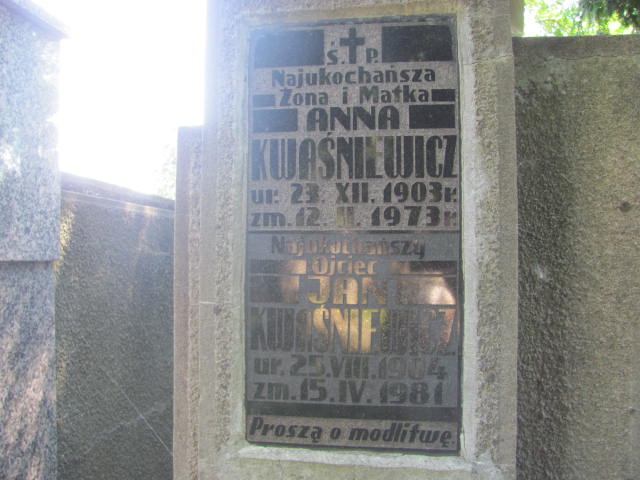 Ś. P.
Najukochańsza
Żona i Matka
ANNA
KWAŚNIEWICZ
ur. 23. XII. 1903 r.
zm. 12. II. 1973 r.
Najukochańszy
Ojciec
JAN
KWAŚNIEWICZ
ur. 25. VIII. 1904
zm. 15. IV. 1981
Proszą o modlitwę.